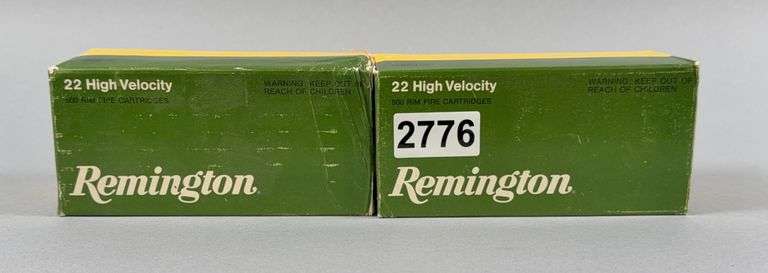 22 High Velocity
500 RIM FIRE CARTRIDGES
WARNING: KEEP OUT OF
REACH OF CHILDREN
Remington
22 High Velocity
500 RIM FIRE CARTRIDGES
WARNING: KEEP OUT OF
REACH OF CHILDREN
2776
Remington